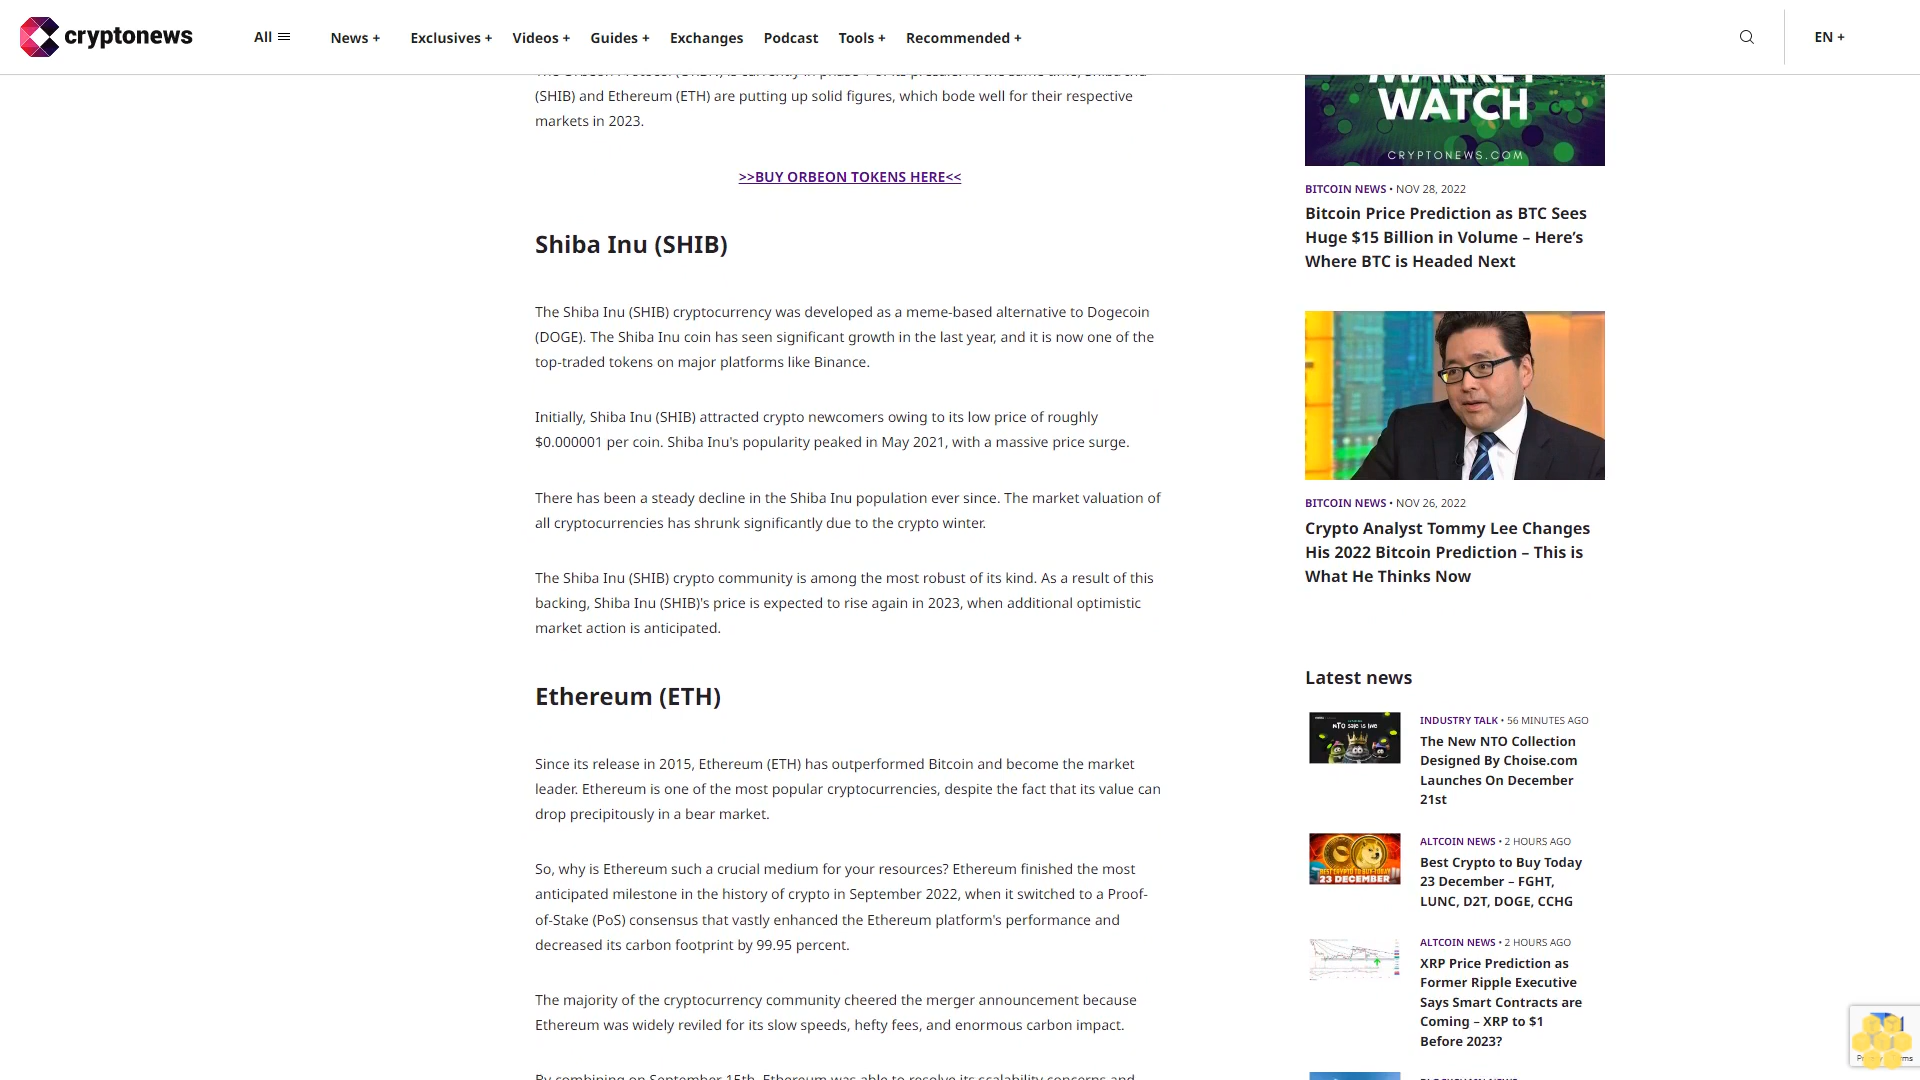 cryptonews
All
News +
Exclusives +
Videos +
Guides +
Exchanges
Podcast
Tools +
Recommended +
EN +
(SHIB) and Ethereum (ETH) are putting up solid figures, which bode well for their respective
markets in 2023.
>>BUY ORBEON TOKENS HERE<<
Shiba Inu (SHIB)
The Shiba Inu (SHIB) cryptocurrency was developed as a meme-based alternative to Dogecoin
(DOGE). The Shiba Inu coin has seen significant growth in the last year, and it is now one of the
top-traded tokens on major platforms like Binance.
Initially, Shiba Inu (SHIB) attracted crypto newcomers owing to its low price of roughly
$0.000001 per coin. Shiba Inu's popularity peaked in May 2021, with a massive price surge.
There has been a steady decline in the Shiba Inu population ever since. The market valuation of
all cryptocurrencies has shrunk significantly due to the crypto winter.
The Shiba Inu (SHIB) crypto community is among the most robust of its kind. As a result of this
backing, Shiba Inu (SHIB)'s price is expected to rise again in 2023, when additional optimistic
market action is anticipated.
Ethereum (ETH)
Since its release in 2015, Ethereum (ETH) has outperformed Bitcoin and become the market
leader. Ethereum is one of the most popular cryptocurrencies, despite the fact that its value can
drop precipitously in a bear market.
So, why is Ethereum such a crucial medium for your resources? Ethereum finished the most
anticipated milestone in the history of crypto in September 2022, when it switched to a Proof-
of-Stake (PoS) consensus that vastly enhanced the Ethereum platform's performance and
decreased its carbon footprint by 99.95 percent.
The majority of the cryptocurrency community cheered the merger announcement because
Ethereum was widely reviled for its slow speeds, hefty fees, and enormous carbon impact.
By combining on September 15th, Ethereum was able to resolve its scalability concerns and
MARKET
WATCH
CRYPTONEWS.COM
BITCOIN NEWS • NOV 28, 2022
Bitcoin Price Prediction as BTC Sees
Huge $15 Billion in Volume – Here’s
Where BTC is Headed Next
BITCOIN NEWS • NOV 26, 2022
Crypto Analyst Tommy Lee Changes
His 2022 Bitcoin Prediction – This is
What He Thinks Now
Latest news
NTO sale is live
INDUSTRY TALK • 56 MINUTES AGO
The New NTO Collection
Designed By Choise.com
Launches On December
21st
BEST CRYPTO TO BUY TODAY
23 DECEMBER
ALTCOIN NEWS • 2 HOURS AGO
Best Crypto to Buy Today
23 December – FGHT,
LUNC, D2T, DOGE, CCHG
ALTCOIN NEWS • 2 HOURS AGO
XRP Price Prediction as
Former Ripple Executive
Says Smart Contracts are
Coming – XRP to $1
Before 2023?